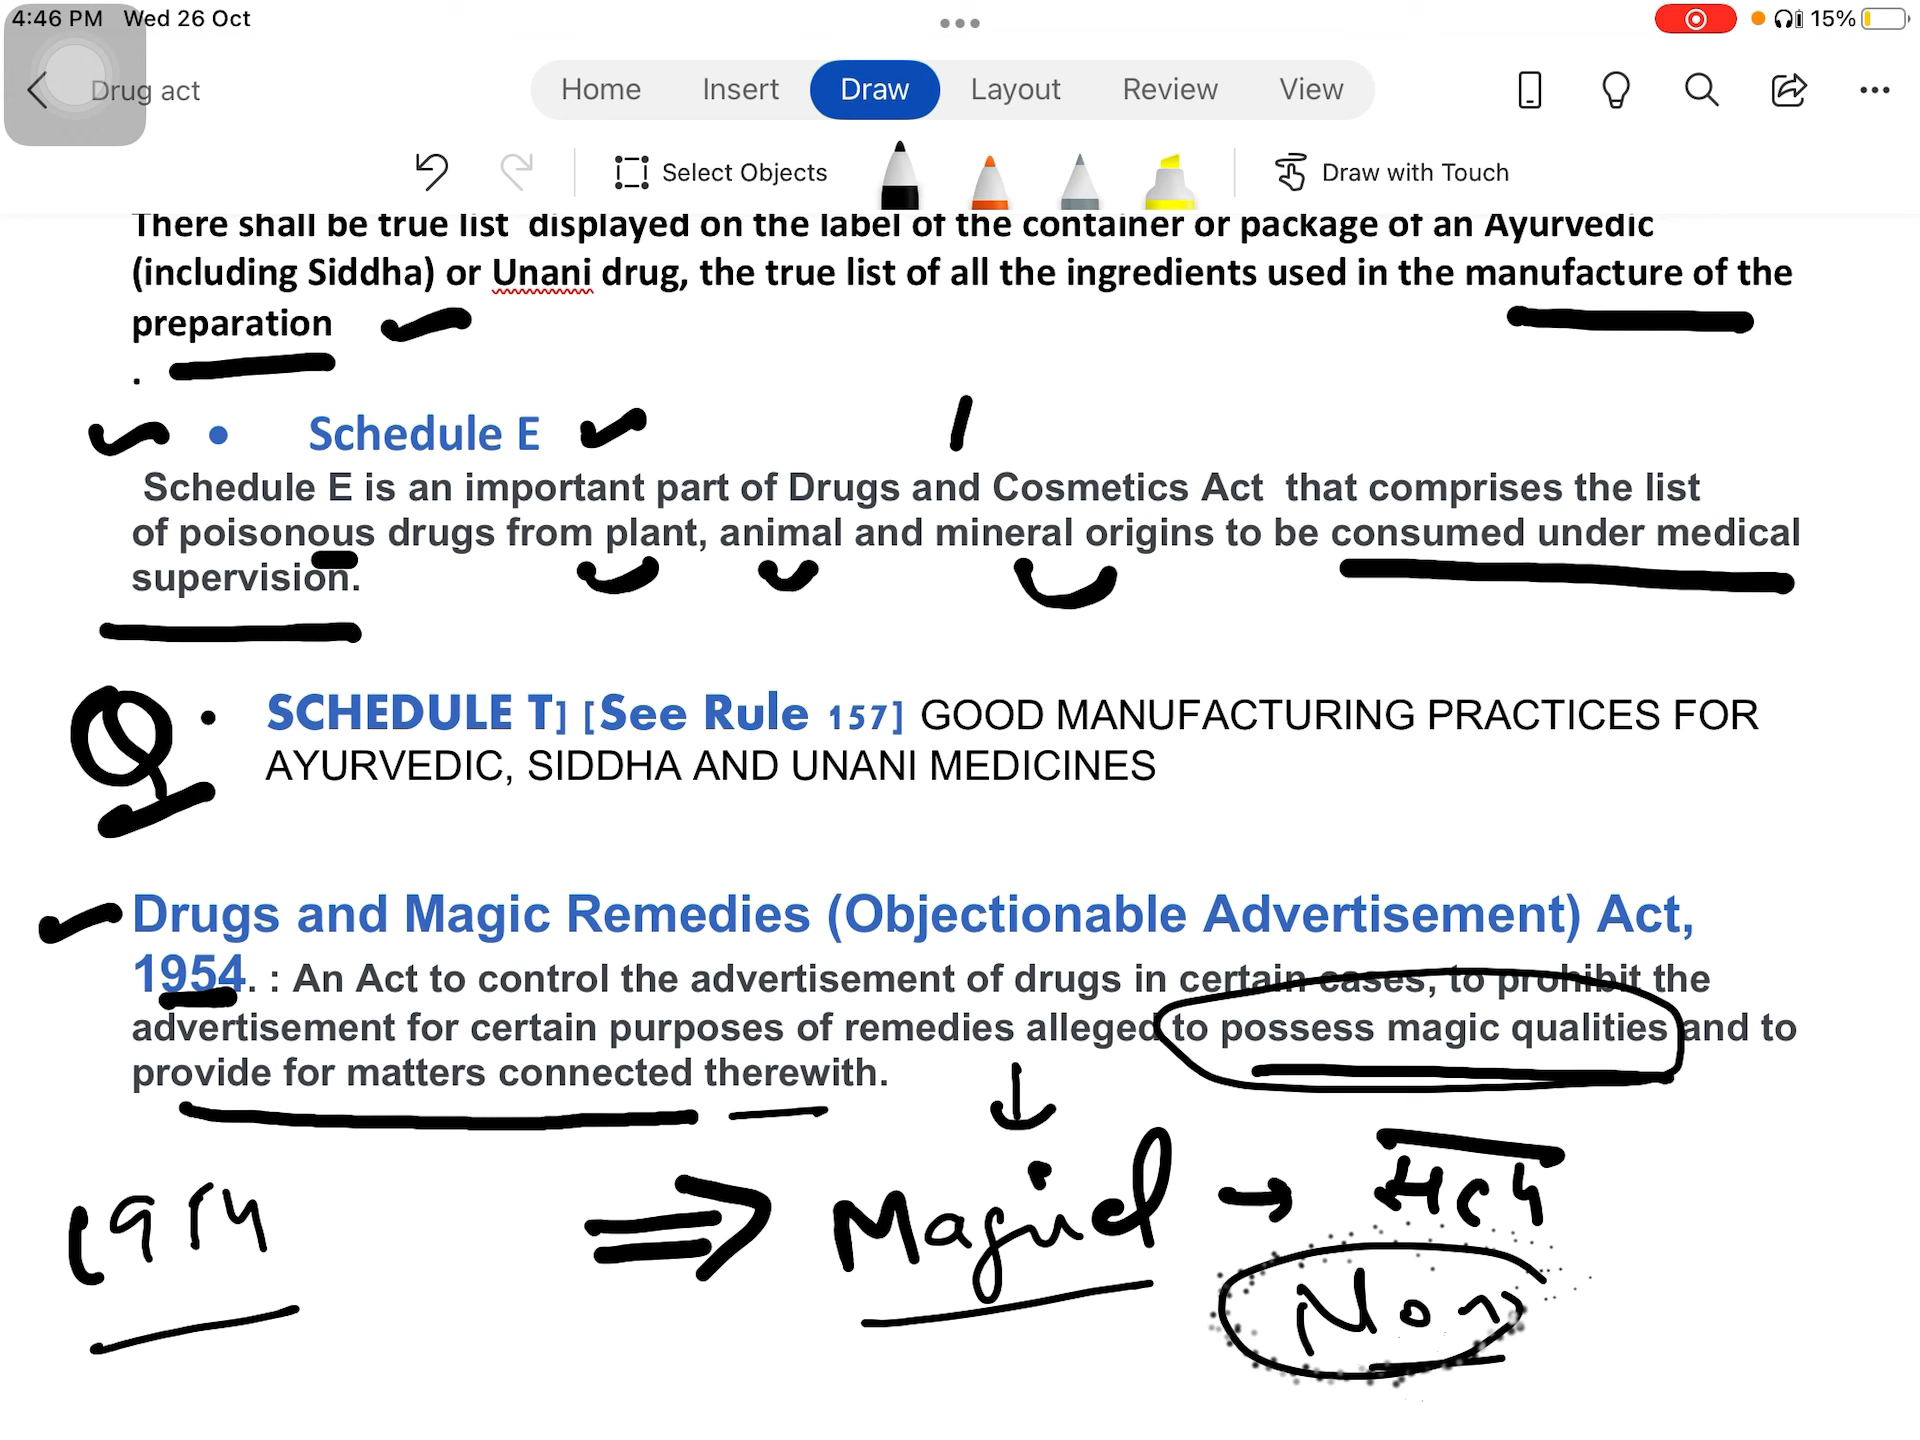 4:46 PM Wed 26 Oct
15%
Drug act
Home Insert Draw Layout Review View
Select Objects
Draw with Touch
There shall be true list displayed on the label of the container or package of an Ayurvedic
(including Siddha) or Unani drug, the true list of all the ingredients used in the manufacture of the
preparation
.
• Schedule E
Schedule E is an important part of Drugs and Cosmetics Act that comprises the list
of poisonous drugs from plant, animal and mineral origins to be consumed under medical
supervision.
• SCHEDULE T] [See Rule 157] GOOD MANUFACTURING PRACTICES FOR
AYURVEDIC, SIDDHA AND UNANI MEDICINES
Drugs and Magic Remedies (Objectionable Advertisement) Act,
1954. : An Act to control the advertisement of drugs in certain cases, to prohibit the
advertisement for certain purposes of remedies alleged to possess magic qualities and to
provide for matters connected therewith.
1954